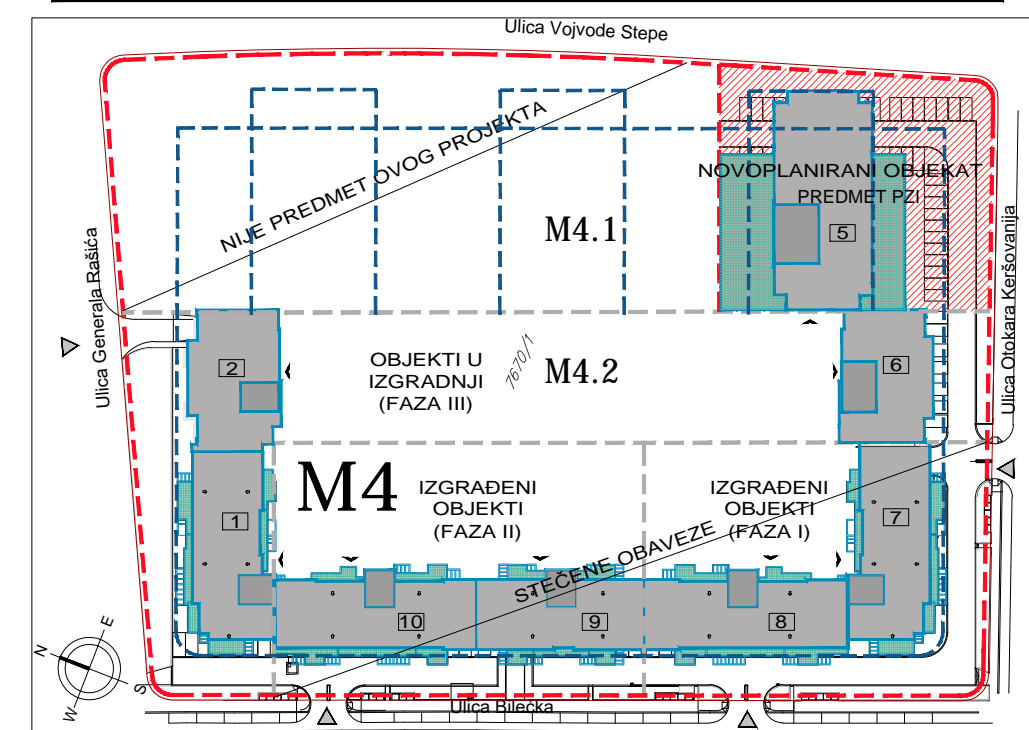 Ulica Vojvode Stepe
NIJE PREDMET OVOG PROJEKTA
NOVOPLANIRANI OBJEKAT
PREDMET PZI
5
M4.1
Ulica Generala Rašića
Ulica Otokara Keršovanija
2
OBJEKTI U
IZGRADNJI
(FAZA III)
7670/1
M4.2
6
M4
IZGRAĐENI
OBJEKTI
(FAZA II)
IZGRAĐENI
OBJEKTI
(FAZA I)
1
7
STEČENE OBAVEZE
10
9
8
N
E
S
W
Ulica Bilećka